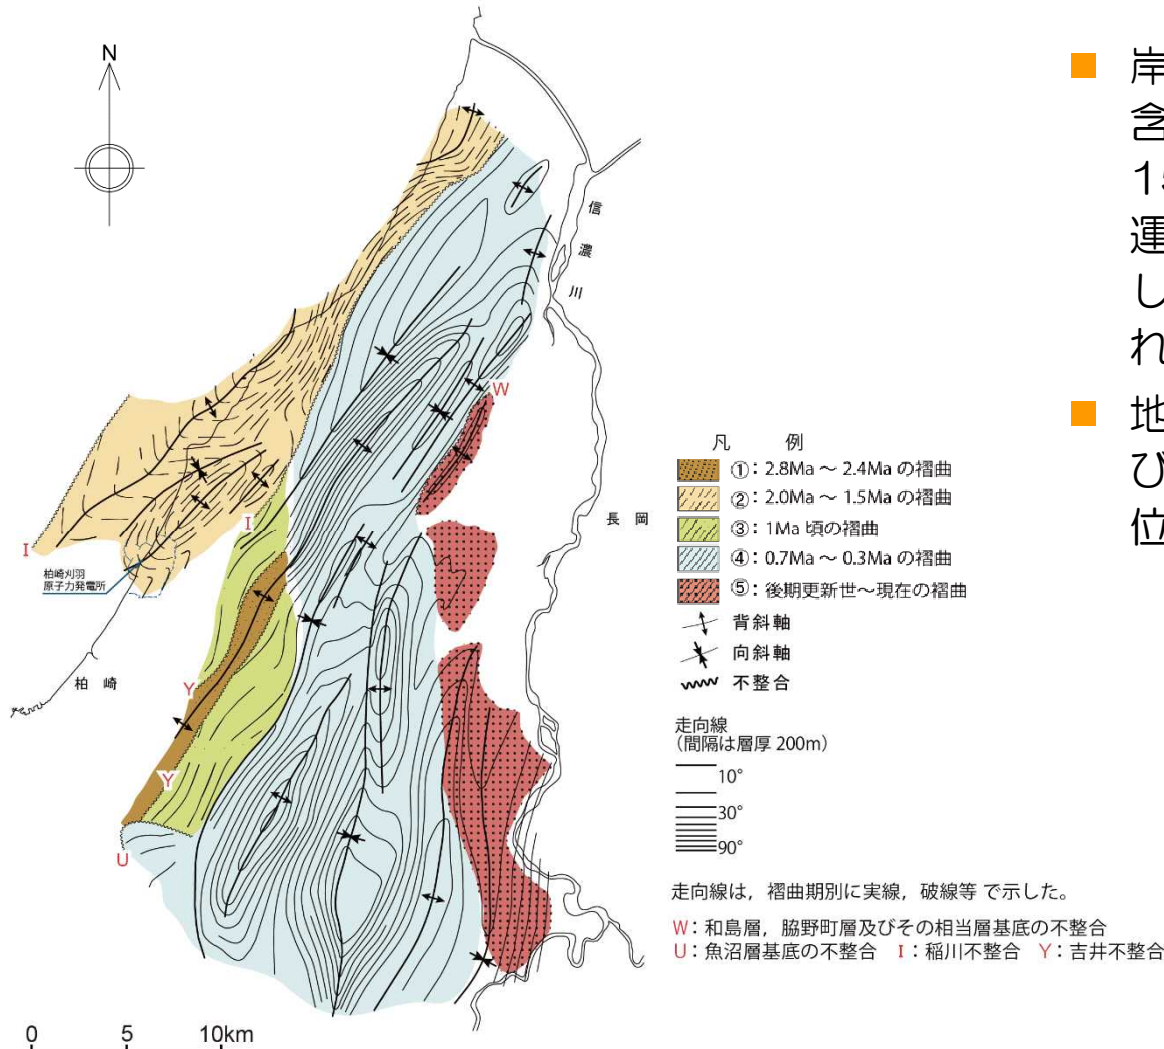 N
信
濃
川
W
I
I
柏崎刈羽
原子力発電所
長 岡
柏 崎
Y
Y
U
0 5 10km
凡 例
①：2.8Ma ～ 2.4Ma の褶曲
②：2.0Ma ～ 1.5Ma の褶曲
③：1Ma 頃の褶曲
④：0.7Ma ～ 0.3Ma の褶曲
⑤：後期更新世～現在の褶曲
背斜軸
向斜軸
不整合
走向線
（間隔は層厚 200m）
10°
30°
90°
走向線は，褶曲期別に実線，破線等 で示した。
W：和島層，脇野町層及びその相当層基底の不整合
U：魚沼層基底の不整合 I：稲川不整合 Y：吉井不整合
■ 岸
含
15
運
し
れ
■ 地
び
位